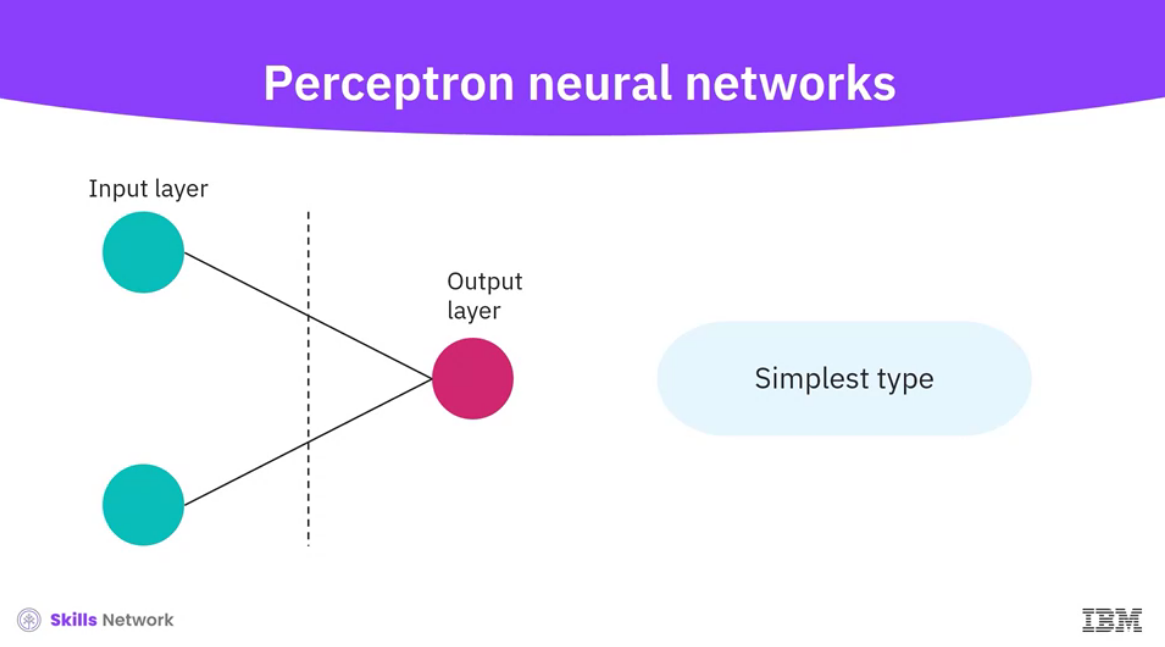 Perceptron neural networks
Input layer
Output
layer
Simplest type
Skills Network
IBM